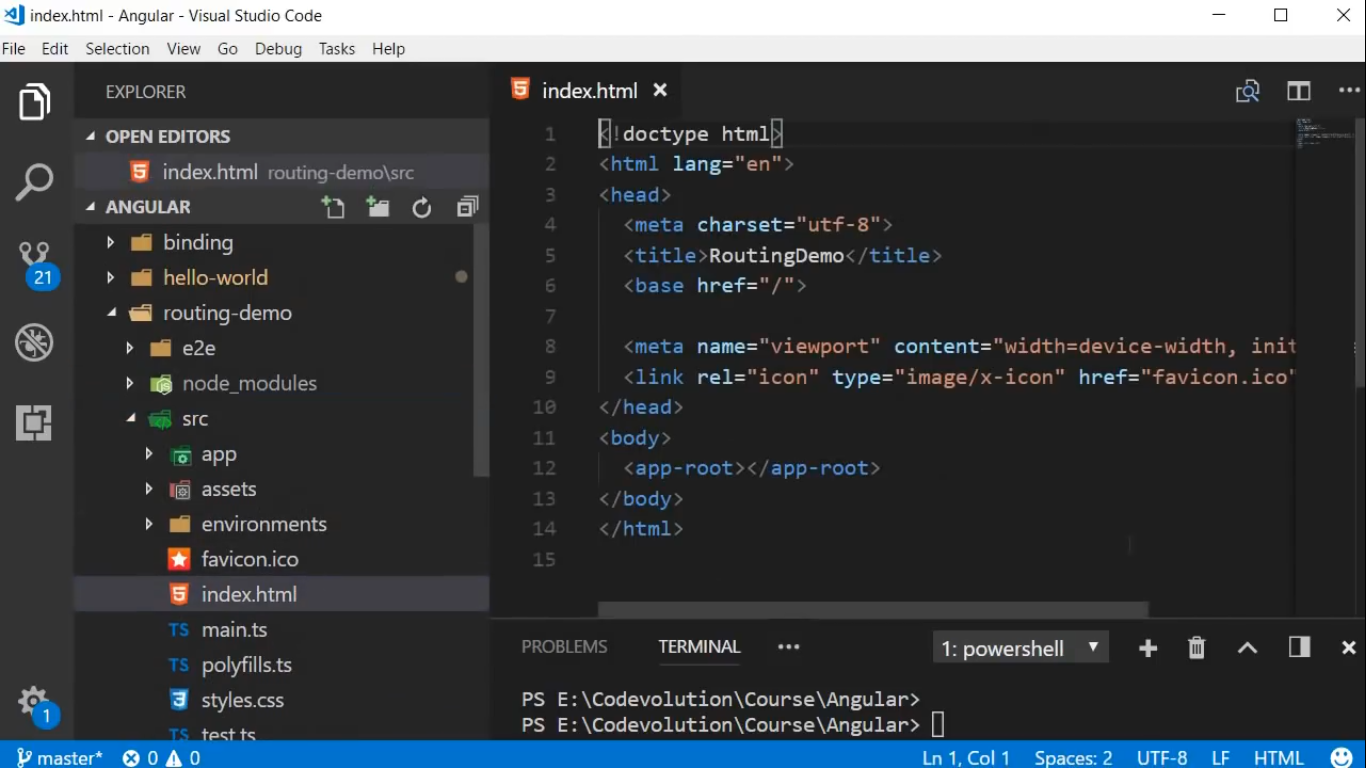 index.html - Angular - Visual Studio Code
File Edit Selection View Go Debug Tasks Help
EXPLORER
OPEN EDITORS
index.html routing-demo\src
ANGULAR
binding
hello-world
routing-demo
e2e
node_modules
src
app
assets
environments
favicon.ico
index.html
TS main.ts
TS polyfills.ts
styles.css
test.ts
21
1
index.html
1 <!doctype html>
2 <html lang="en">
3 <head>
4 <meta charset="utf-8">
5 <title>RoutingDemo</title>
6 <base href="/">
7
8 <meta name="viewport" content="width=device-width, init
9 <link rel="icon" type="image/x-icon" href="favicon.ico"
10 </head>
11 <body>
12 <app-root></app-root>
13 </body>
14 </html>
15
PROBLEMS TERMINAL ••• 1: powershell
PS E:\Codevolution\Course\Angular>
PS E:\Codevolution\Course\Angular>
master* 0 0 Ln 1, Col 1 Spaces: 2 UTF-8 LF HTML